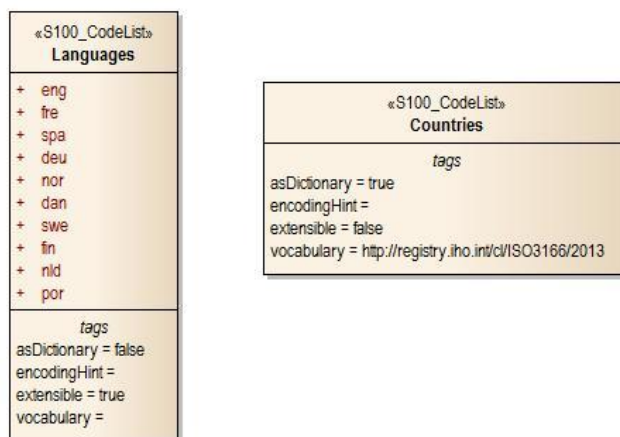 «S100_CodeList»
Languages
+ eng
+ fre
+ spa
+ deu
+ nor
+ dan
+ swe
+ fin
+ nld
+ por
tags
asDictionary = false
encodingHint =
extensible = true
vocabulary =
«S100_CodeList»
Countries
tags
asDictionary = true
encodingHint =
extensible = false
vocabulary = http://registry.iho.int/cl/ISO3166/2013